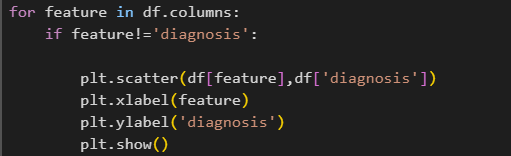 for feature in df.columns:
    if feature!='diagnosis':
        plt.scatter(df[feature],df['diagnosis'])
        plt.xlabel(feature)
        plt.ylabel('diagnosis')
        plt.show()